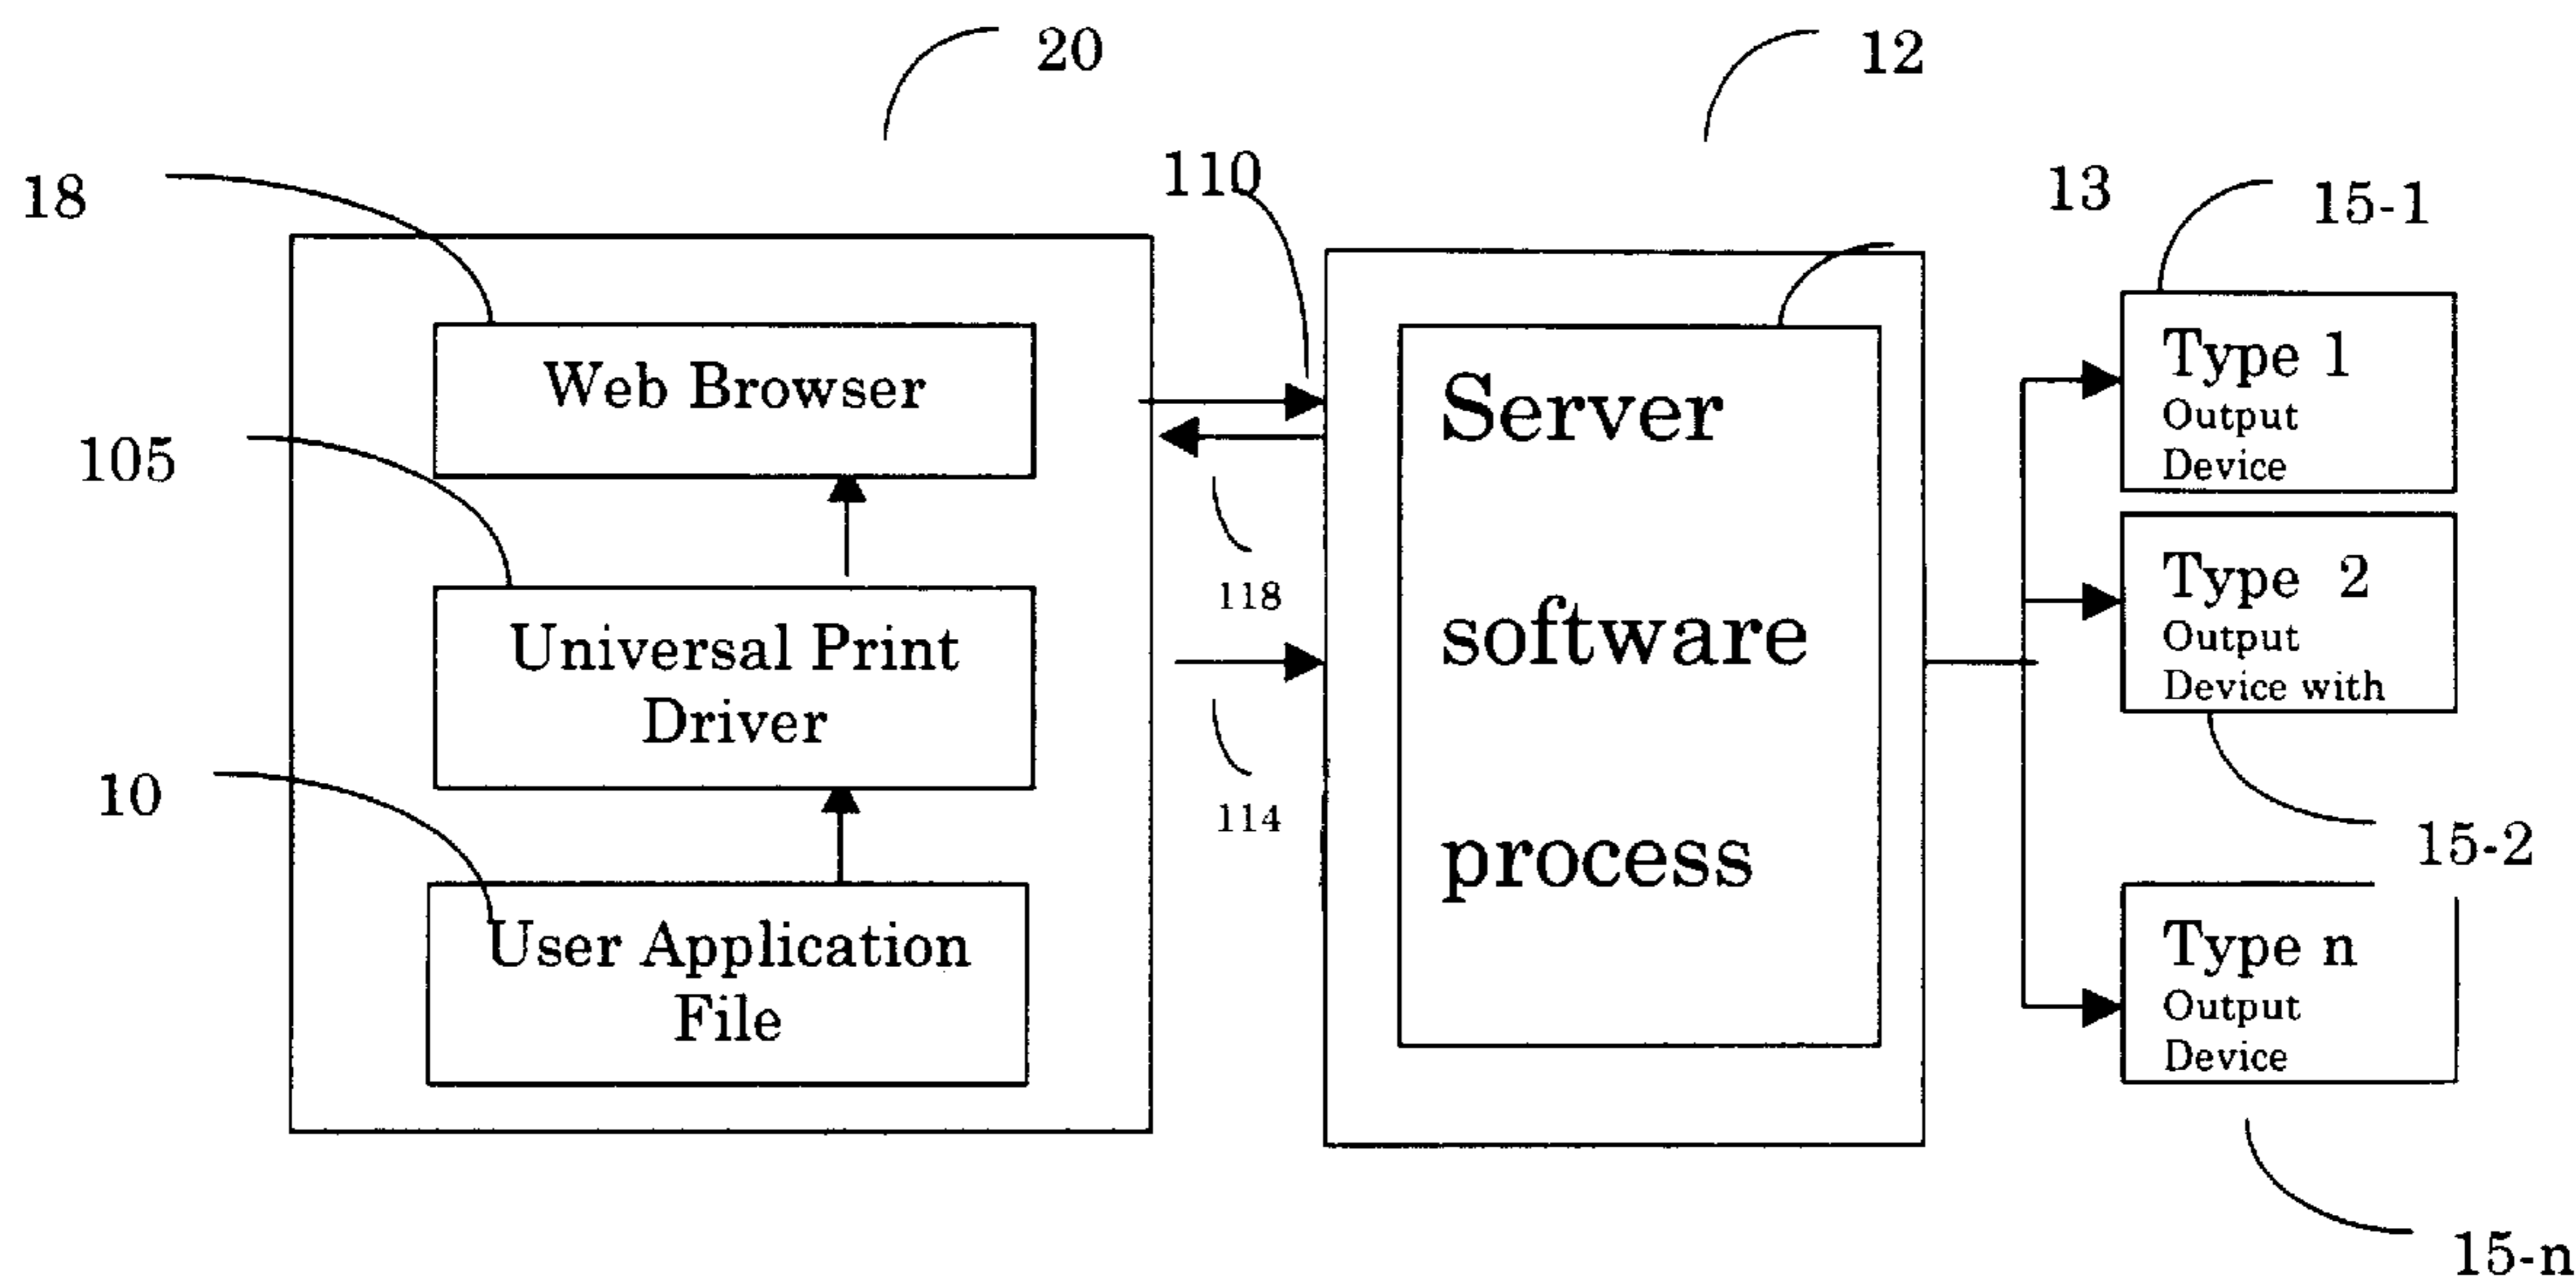 20
12
18
110
13
15-1
Web Browser
105
118
Universal Print
Driver
114
10
User Application
File
Server
software
process
Type 1
Output
Device
Type 2
Output
Device with
15-2
Type n
Output
Device
15-n